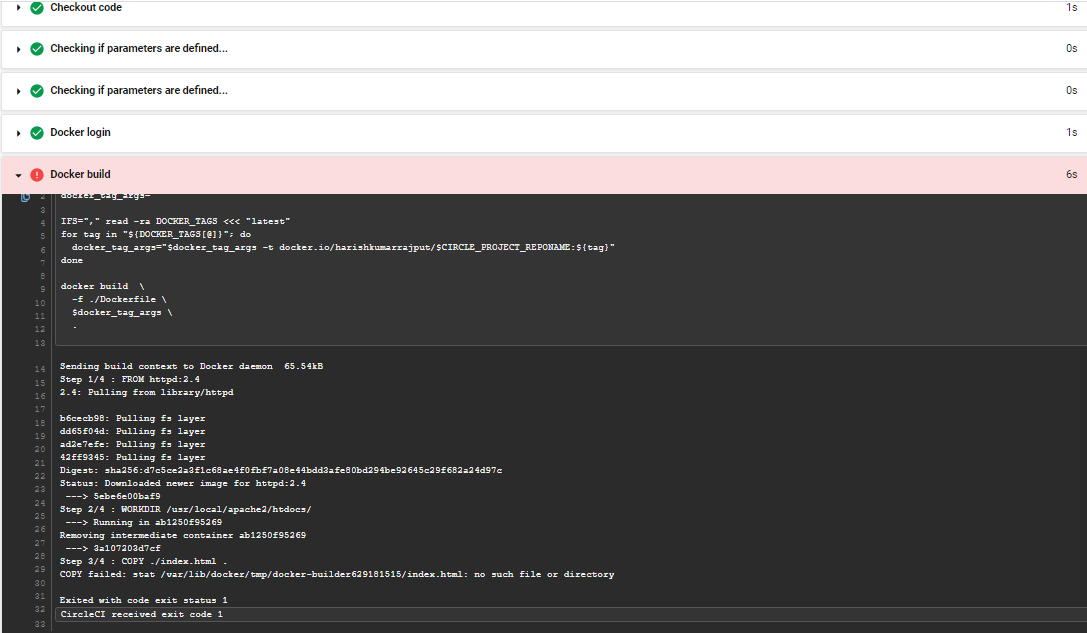 Checkout code 1s
Checking if parameters are defined... 0s
Checking if parameters are defined... 0s
Docker login 1s
Docker build 6s
2 docker_tag_args=
3
4 IFS="," read -ra DOCKER_TAGS <<< "latest"
5 for tag in "${DOCKER_TAGS[@]}"; do
6 docker_tag_args="$docker_tag_args -t docker.io/harishkumarrajput/$CIRCLE_PROJECT_REPONAME:${tag}"
7 done
8
9 docker build \
10 -f ./Dockerfile \
11 $docker_tag_args \
12 .
13
14 Sending build context to Docker daemon 65.54kB
15 Step 1/4 : FROM httpd:2.4
16 2.4: Pulling from library/httpd
17
18 b6cecb98: Pulling fs layer
19 dd65f04d: Pulling fs layer
20 ad2e7efe: Pulling fs layer
21 42ff9345: Pulling fs layer
22 Digest: sha256:d7c5ce2a3f1c68ae4f0fbf7a08e44bdd3afe80bd294be92645c29f682a24d97c
23 Status: Downloaded newer image for httpd:2.4
24 ---> 5ebe6e00baf9
25 Step 2/4 : WORKDIR /usr/local/apache2/htdocs/
26 ---> Running in ab1250f95269
27 Removing intermediate container ab1250f95269
28 ---> 3a107203d7cf
29 Step 3/4 : COPY ./index.html .
30 COPY failed: stat /var/lib/docker/tmp/docker-builder629181515/index.html: no such file or directory
31
32 Exited with code exit status 1
33 CircleCI received exit code 1